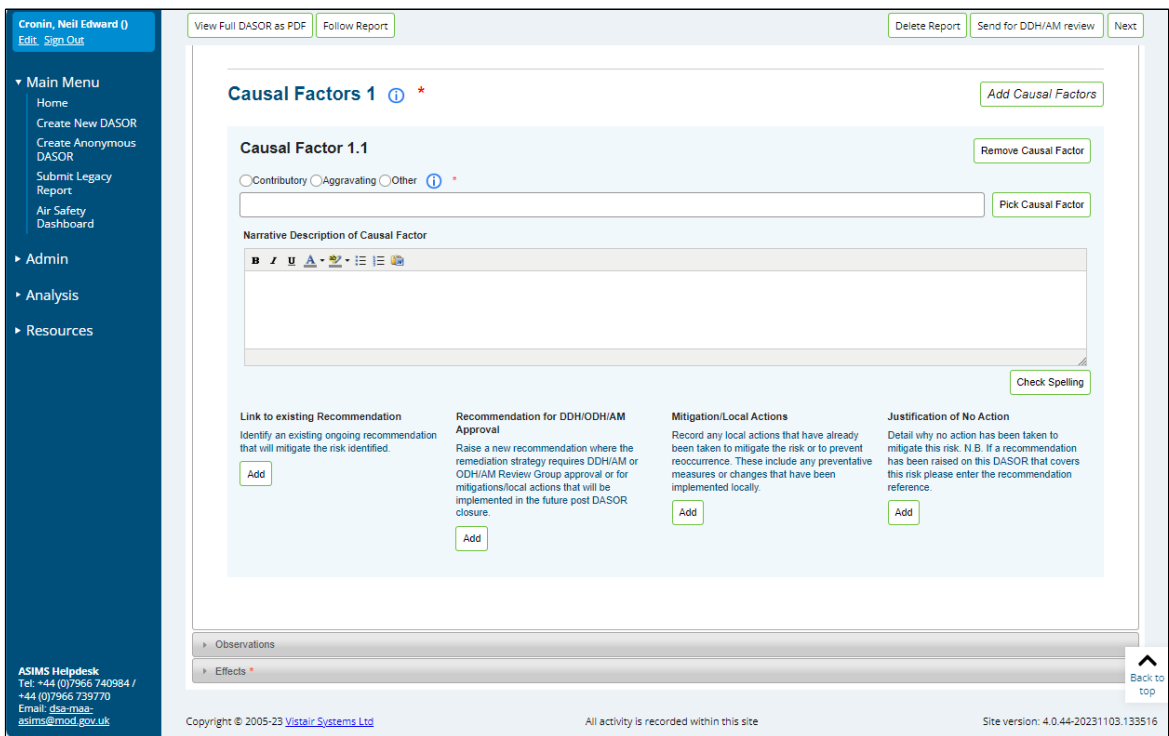 Cronin, Neil Edward ()
Edit Sign Out
Main Menu
Home
Create New DASOR
Create Anonymous
DASOR
Submit Legacy
Report
Air Safety
Dashboard
Admin
Analysis
Resources
ASIMS Helpdesk
Tel: +44 (0)7966 740984 /
+44 (0)7966 739770
Email: dsa-maa-
asims@mod.gov.uk
View Full DASOR as PDF Follow Report Delete Report Send for DDH/AM review Next
Causal Factors 1 * Add Causal Factors
Causal Factor 1.1 Remove Causal Factor
Contributory Aggravating Other *
Pick Causal Factor
Narrative Description of Causal Factor
B I U A
Check Spelling
Link to existing Recommendation
Identify an existing ongoing recommendation
that will mitigate the risk identified.
Add
Recommendation for DDH/ODH/AM
Approval
Raise a new recommendation where the
remediation strategy requires DDH/AM or
ODH/AM Review Group approval or for
mitigations/local actions that will be
implemented in the future post DASOR
closure.
Add
Mitigation/Local Actions
Record any local actions that have already
been taken to mitigate the risk or to prevent
reoccurrence. These include any preventative
measures or changes that have been
implemented locally.
Add
Justification of No Action
Detail why no action has been taken to
mitigate this risk. N.B. If a recommendation
has been raised on this DASOR that covers
this risk please enter the recommendation
reference.
Add
Observations
Effects *
Back to
top
Copyright © 2005-23 Vistair Systems Ltd All activity is recorded within this site Site version: 4.0.44-20231103.133516